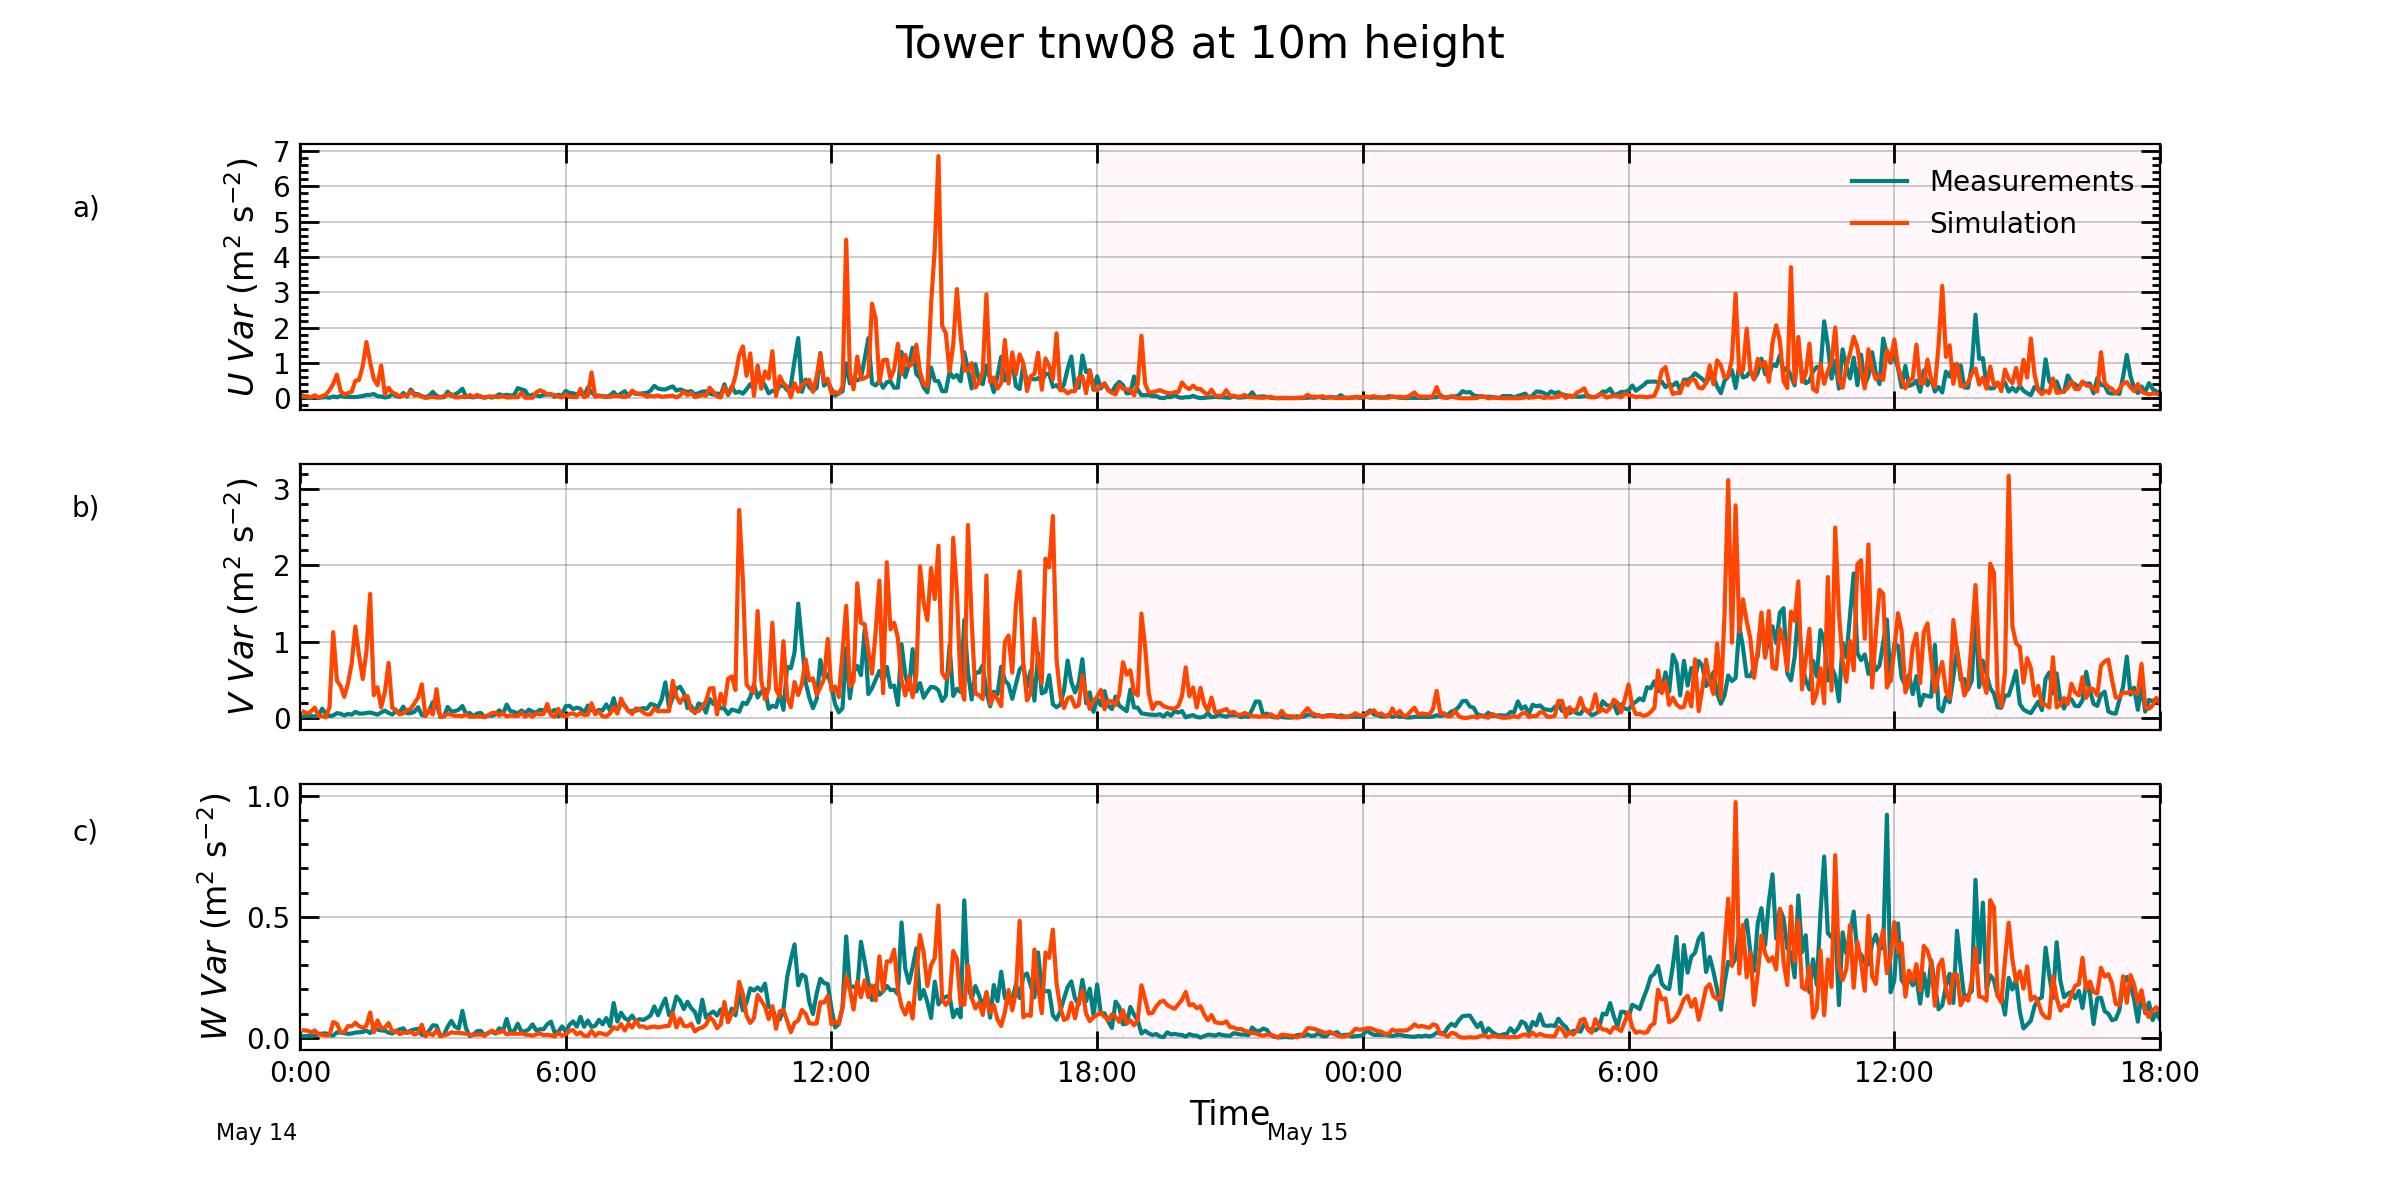 Tower tnw08 at 10m height
a)
U Var (m² s⁻²)
7
6
5
4
3
2
1
0
Measurements
Simulation
b)
V Var (m² s⁻²)
3
2
1
0
c)
W Var (m² s⁻²)
1.0
0.5
0.0
0:00 6:00 12:00 18:00 00:00 6:00 12:00 18:00
Time
May 14 May 15